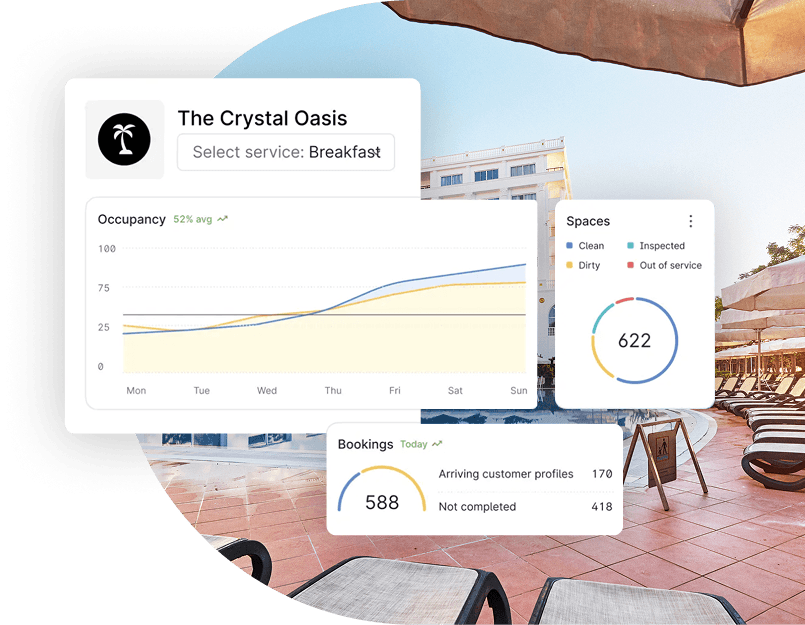 The Crystal Oasis
Select service: Breakfast
Occupancy 52% avg
100
75
25
0
Mon Tue Wed Thu Fri Sat Sun
Spaces
Clean Inspected
Dirty Out of service
622
Bookings Today
Arriving customer profiles 170
588
Not completed 418